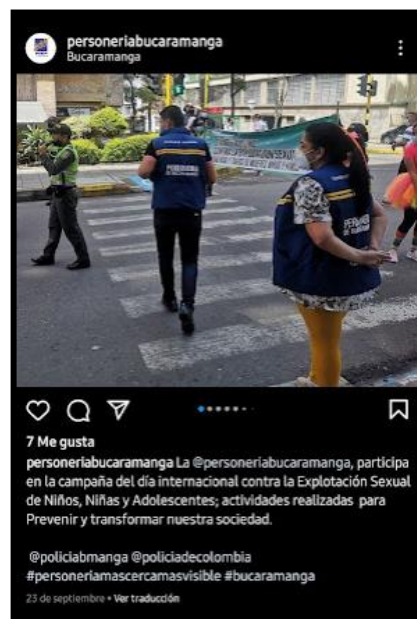 personeriabucaramanga
Bucaramanga
PERSONERIA
7 Me gusta
personeriabucaramanga La @personeriabucaramanga, participa
en la campaña del día internacional contra la Explotación Sexual
de Niños, Niñas y Adolescentes; actividades realizadas para
Prevenir y transformar nuestra sociedad.
@policiabmanga @policiadecolombia
#personeriamascercamasvisible #bucaramanga
23 de septiembre • Ver traducción